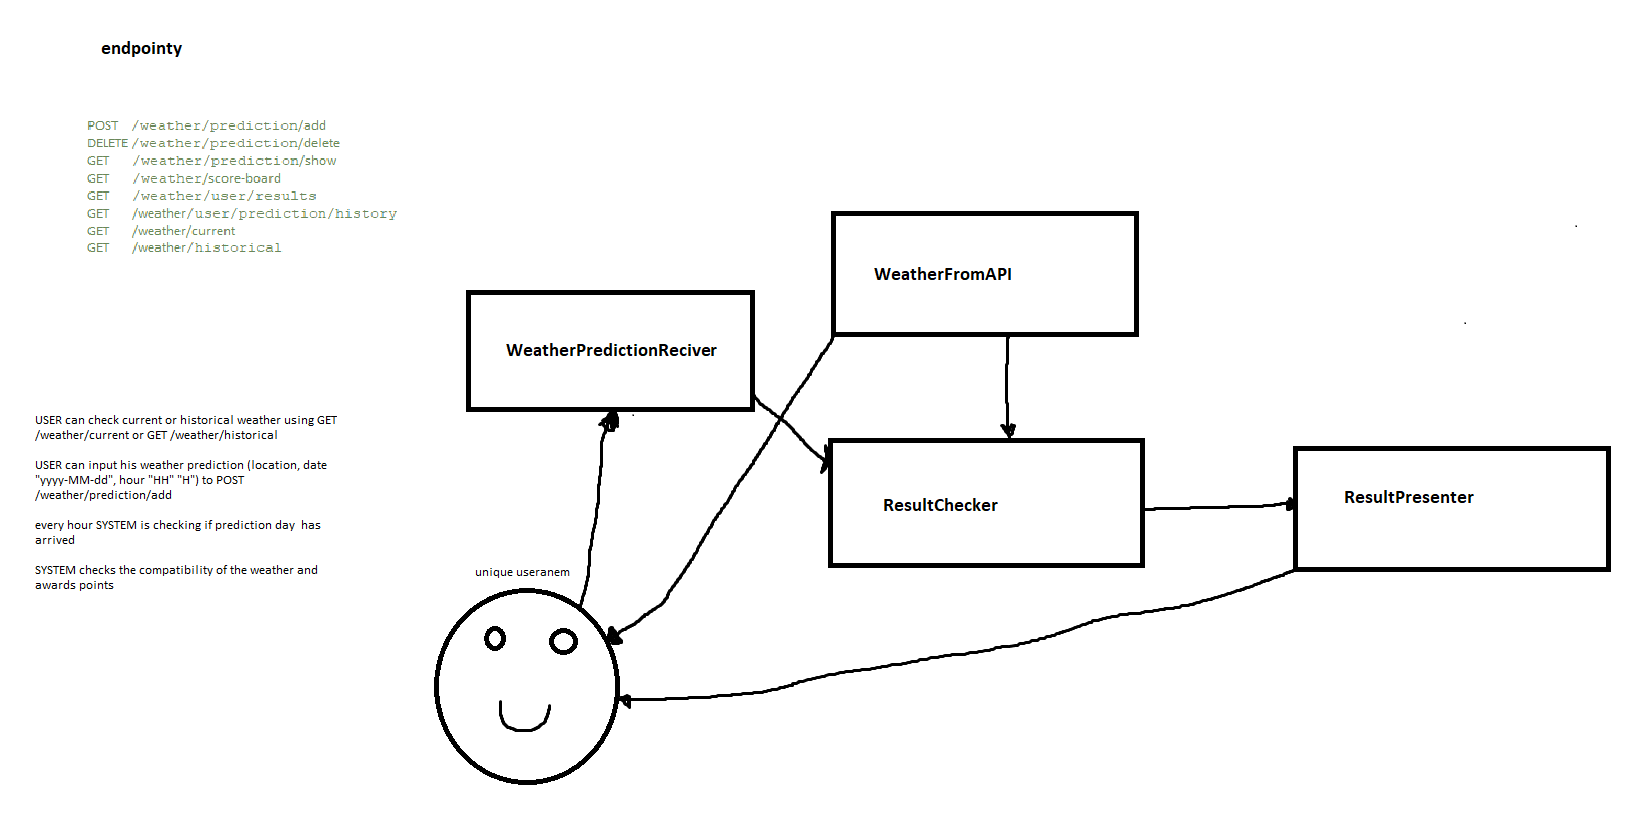 endpointy
POST /weather/prediction/add
DELETE /weather/prediction/delete
GET /weather/prediction/show
GET /weather/score-board
GET /weather/user/results
GET /weather/user/prediction/history
GET /weather/current
GET /weather/historical
WeatherFromAPI
WeatherPredictionReciver
USER can check current or historical weather using GET
/weather/current or GET /weather/historical
USER can input his weather prediction (location, date
"yyyy-MM-dd", hour "HH" "H") to POST
/weather/prediction/add
every hour SYSTEM is checking if prediction day has
arrived
SYSTEM checks the compatibility of the weather and
awards points
ResultChecker
ResultPresenter
unique useranem